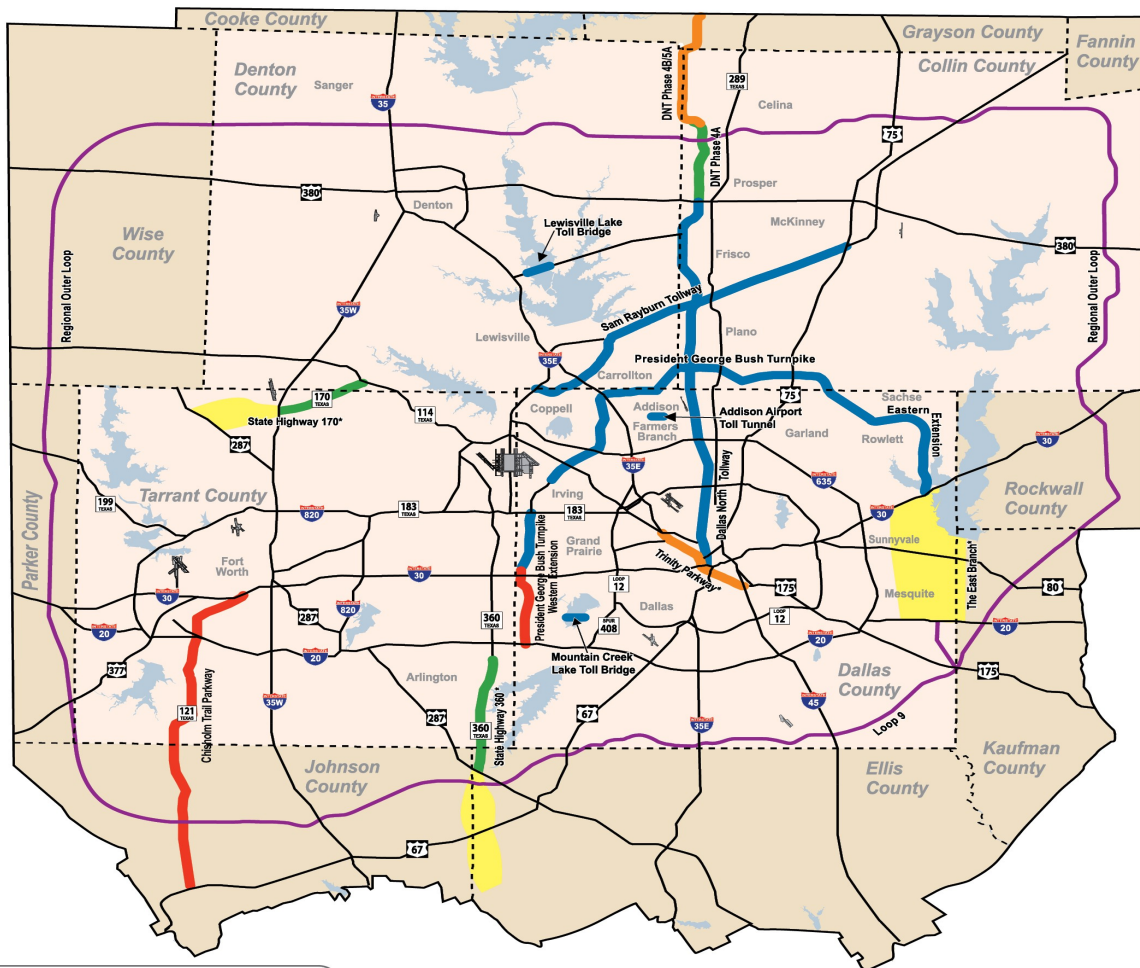 Cooke County
Grayson County
Fannin
County
Collin County
Denton
County
Sanger
INTERSTATE
35
DNT Phase 4B/5A
289
TEXAS
Celina
75
DNT Phase 4A
Prosper
380
Denton
Lewisville Lake
Toll Bridge
McKinney
380
Wise
County
Frisco
Regional Outer Loop
Regional Outer Loop
35W
Sam Rayburn Tollway
Lewisville
Plano
35E
President George Bush Turnpike
Carrollton
170
TEXAS
State Highway 170*
114
TEXAS
Coppell
Addison
Farmers
Branch
Addison Airport
Toll Tunnel
75
Sachse
Eastern
Extension
Rowlett
Garland
287
30
35E
Dallas North Tollway
635
Irving
Rockwall
County
199
TEXAS
Tarrant County
820
183
TEXAS
183
TEXAS
30
Sunnyvale
Parker County
Fort
Worth
Grand
Prairie
President George Bush Turnpike
Western Extension
Trinity Parkway*
The East Branch*
30
30
LOOP
12
175
Mesquite
80
820
287
360
TEXAS
Dallas
LOOP
12
20
SPUR
408
20
20
20
377
Mountain Creek
Lake Toll Bridge
Arlington
Dallas
County
175
121
TEXAS
Chisholm Trail Parkway
35W
287
67
35E
45
360
TEXAS
State Highway 360*
Loop 9
Johnson
County
Ellis
County
Kaufman
County
67